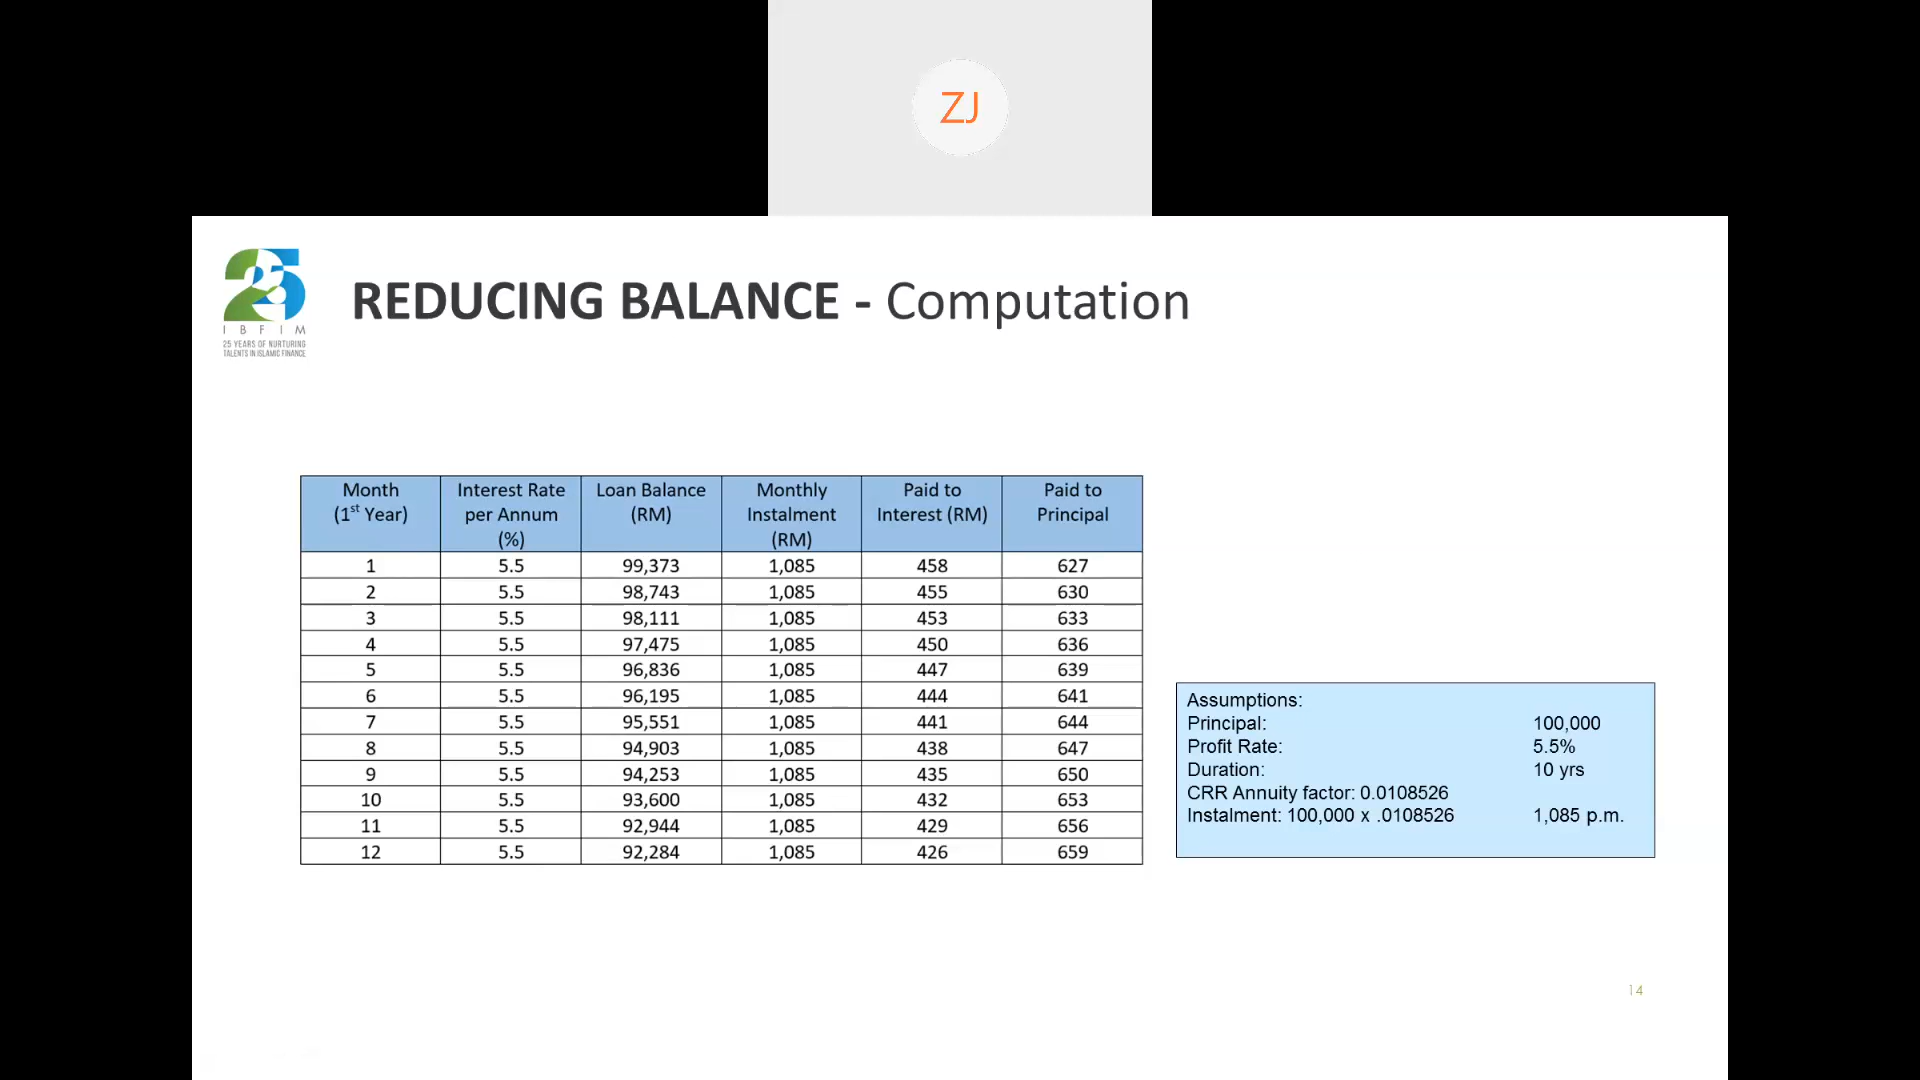 ZJ
25
IBFIM
25 YEARS OF NURTURING
TALENTS IN ISLAMIC FINANCE
REDUCING BALANCE - Computation
Month (1st Year) Interest Rate per Annum (%) Loan Balance (RM) Monthly Instalment (RM) Paid to Interest (RM) Paid to Principal
1 5.5 99,373 1,085 458 627
2 5.5 98,743 1,085 455 630
3 5.5 98,111 1,085 453 633
4 5.5 97,475 1,085 450 636
5 5.5 96,836 1,085 447 639
6 5.5 96,195 1,085 444 641
7 5.5 95,551 1,085 441 644
8 5.5 94,903 1,085 438 647
9 5.5 94,253 1,085 435 650
10 5.5 93,600 1,085 432 653
11 5.5 92,944 1,085 429 656
12 5.5 92,284 1,085 426 659
Assumptions:
Principal: 100,000
Profit Rate: 5.5%
Duration: 10 yrs
CRR Annuity factor: 0.0108526
Instalment: 100,000 x .0108526 1,085 p.m.
14